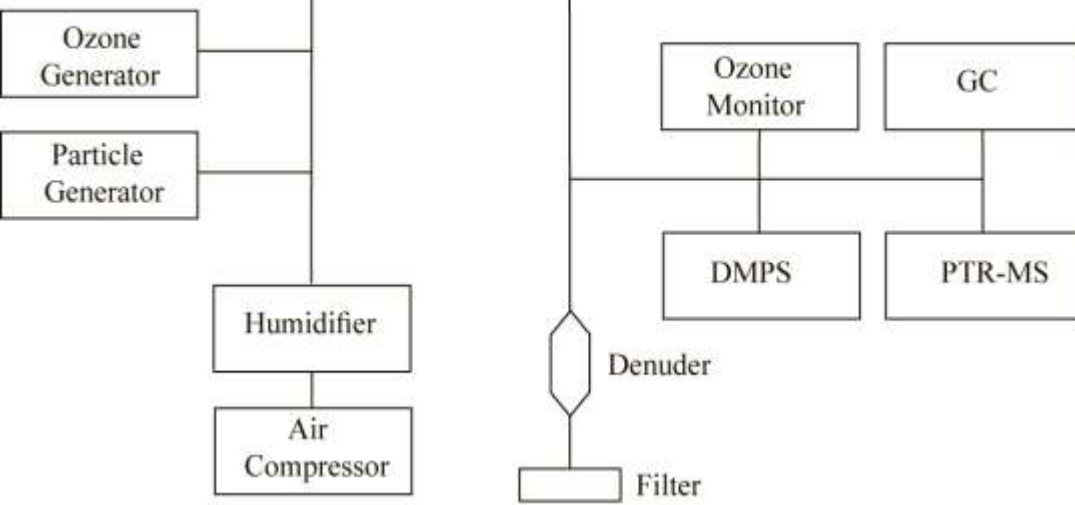 Ozone
Generator
Particle
Generator
Humidifier
Air
Compressor
Ozone
Monitor
GC
DMPS
PTR-MS
Denuder
Filter